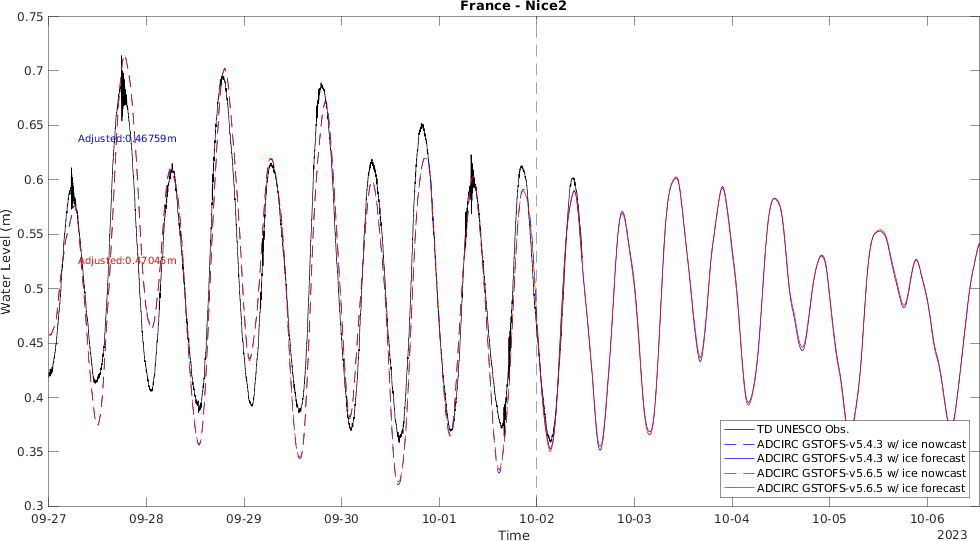 France - Nice2
0.75
0.7
0.65
0.6
0.55
0.5
0.45
0.4
0.35
0.3
Water Level (m)
Adjusted:0.46759m
Adjusted:0.47045m
TD UNESCO Obs.
ADCIRC GSTOFS-v5.4.3 w/ ice nowcast
ADCIRC GSTOFS-v5.4.3 w/ ice forecast
ADCIRC GSTOFS-v5.6.5 w/ ice nowcast
ADCIRC GSTOFS-v5.6.5 w/ ice forecast
09-27 09-28 09-29 09-30 10-01 10-02 10-03 10-04 10-05 10-06
Time
2023